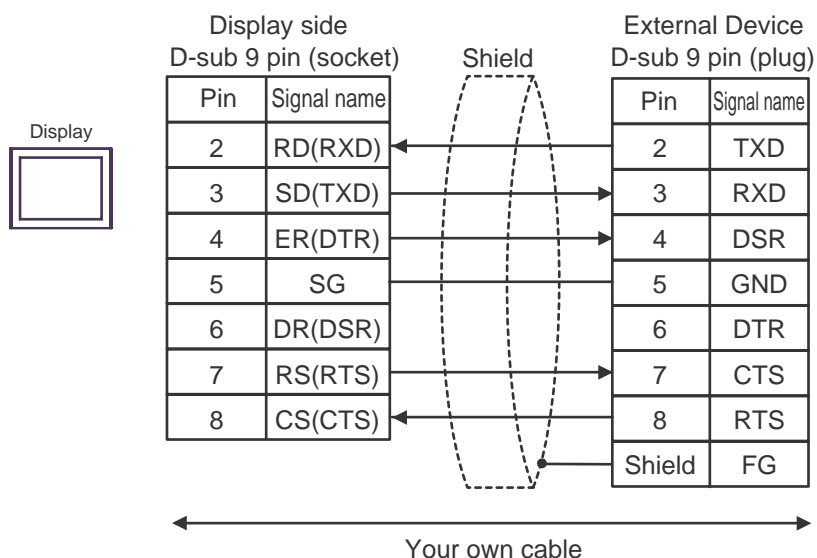 Display side
D-sub 9 pin (socket)
Shield
External Device
D-sub 9 pin (plug)
Display
Pin Signal name
2 RD(RXD)
3 SD(TXD)
4 ER(DTR)
5 SG
6 DR(DSR)
7 RS(RTS)
8 CS(CTS)
Pin Signal name
2 TXD
3 RXD
4 DSR
5 GND
6 DTR
7 CTS
8 RTS
Shield FG
Your own cable